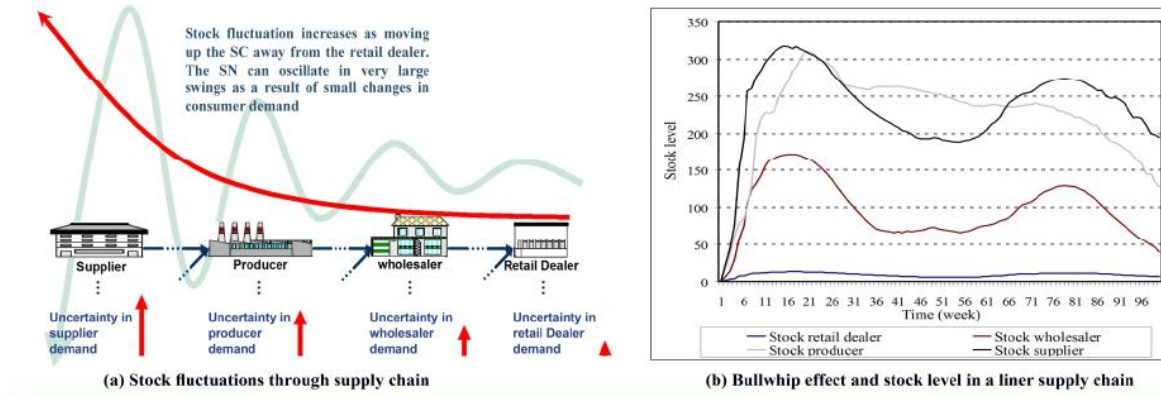 Stock fluctuation increases as moving
up the SC away from the retail dealer.
The SN can oscillate in very large
swings as a result of small changes in
consumer demand
Supplier
Producer
wholesaler
Retail Dealer
Uncertainty in
supplier
demand
Uncertainty in
producer
demand
Uncertainty in
wholesaler
demand
Uncertainty in
retail Dealer
demand
(a) Stock fluctuations through supply chain
350
300
250
200
150
100
50
0
Stock level
1 6 11 16 21 26 31 36 41 46 51 56 61 66 71 76 81 86 91 96
Time (week)
Stock retail dealer
Stock wholesaler
Stock producer
Stock supplier
(b) Bullwhip effect and stock level in a liner supply chain